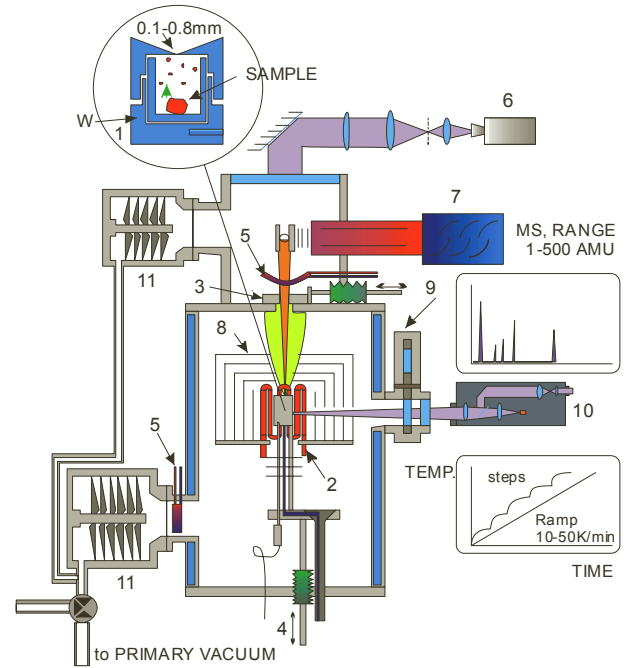 0.1-0.8mm
SAMPLE
W
1
6
7
MS, RANGE
1-500 AMU
5
11
3
9
8
10
5
2
TEMP.
steps
Ramp
10-50K/min
11
TIME
4
to PRIMARY VACUUM